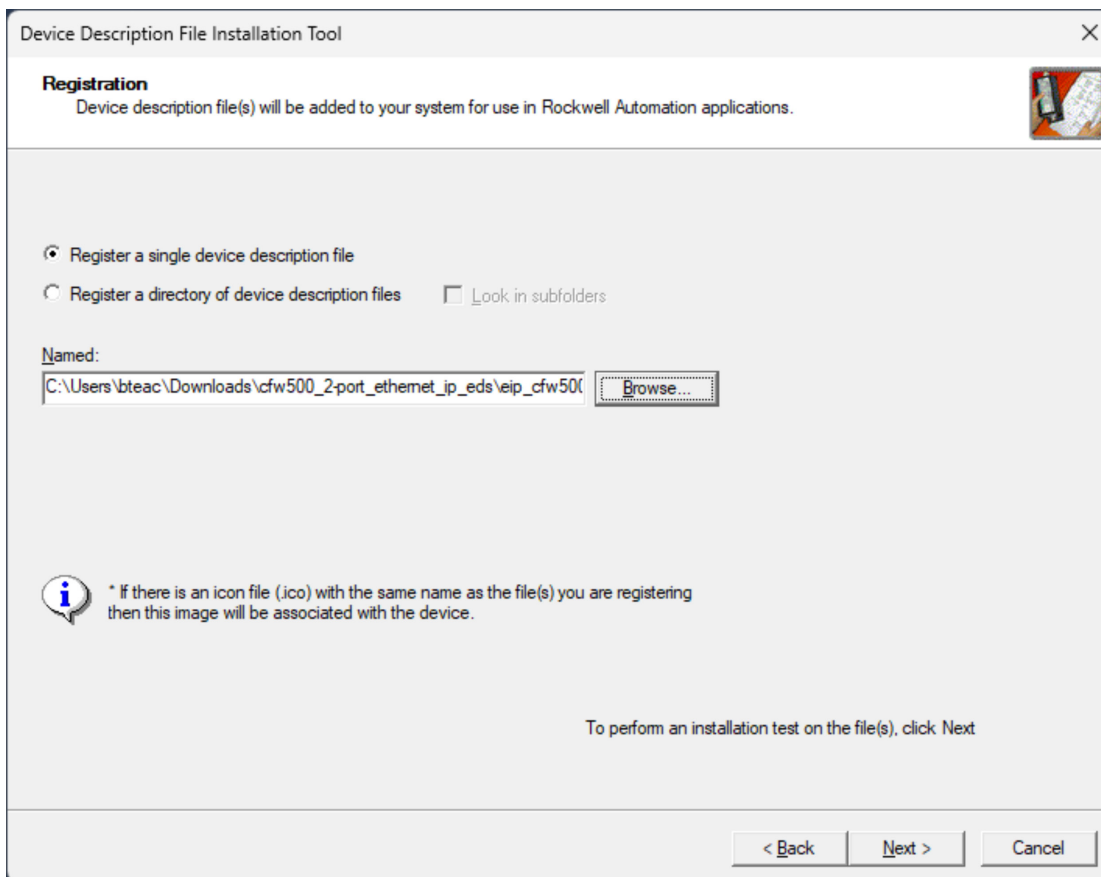 Device Description File Installation Tool
Registration
Device description file(s) will be added to your system for use in Rockwell Automation applications.
Register a single device description file
Register a directory of device description files
Look in subfolders
Named:
C:\Users\bteac\Downloads\cfw500_2-port_ethernet_ip_eds\eip_cfw500
Browse...
* If there is an icon file (.ico) with the same name as the file(s) you are registering
then this image will be associated with the device.
To perform an installation test on the file(s), click Next
< Back
Next >
Cancel